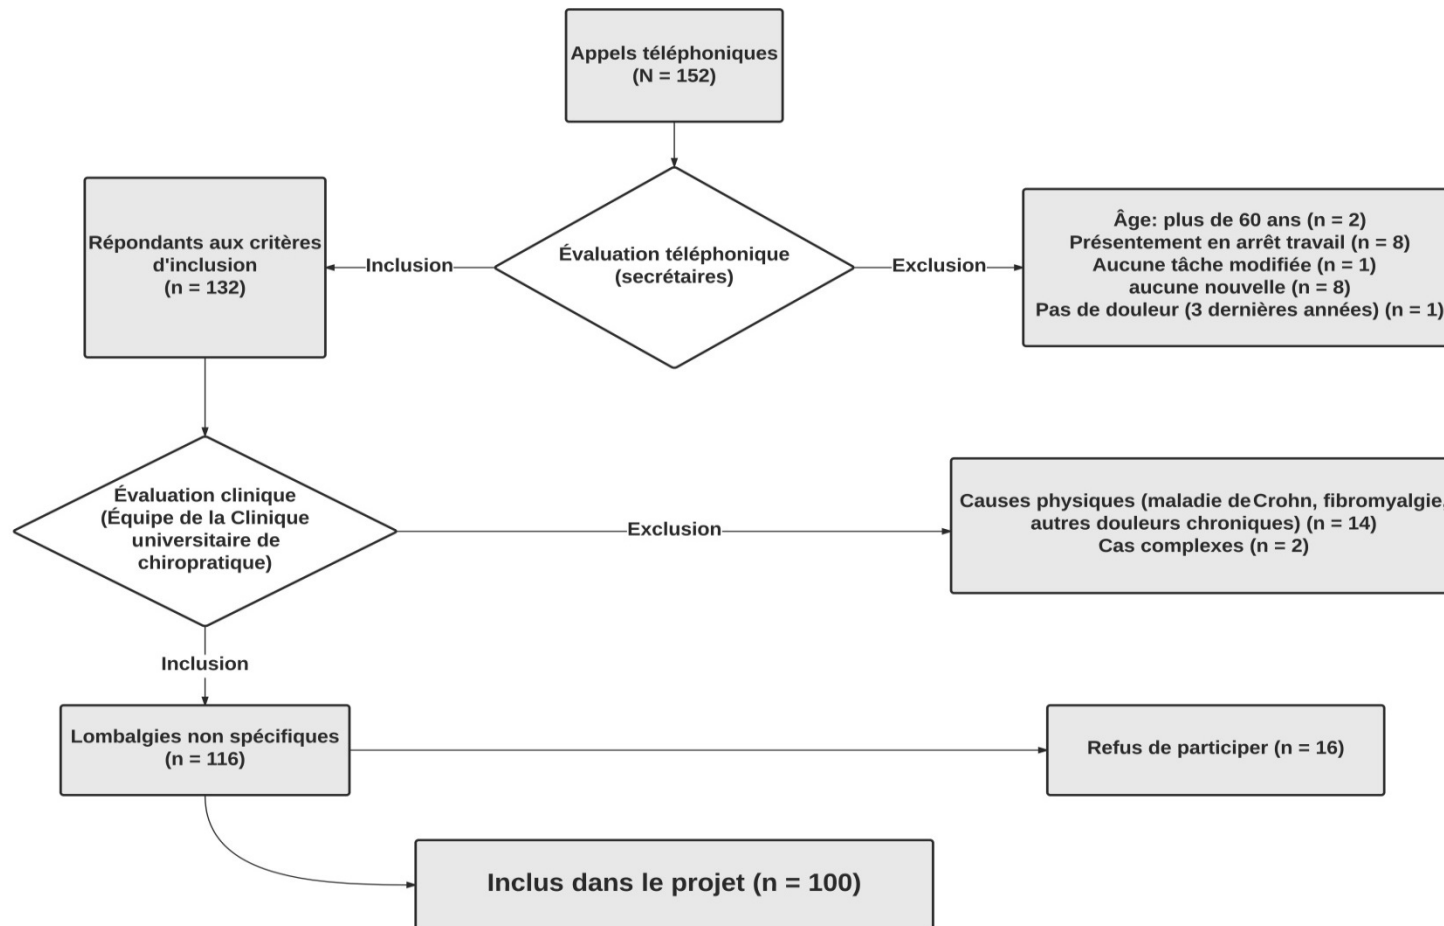 Appels téléphoniques
(N = 152)
Répondants aux critères
d'inclusion
(n = 132)
Inclusion
Évaluation téléphonique
(secrétaires)
Exclusion
Âge: plus de 60 ans (n = 2)
Présentement en arrêt travail (n = 8)
Aucune tâche modifiée (n = 1)
aucune nouvelle (n = 8)
Pas de douleur (3 dernières années) (n = 1)
Évaluation clinique
(Équipe de la Clinique
universitaire de
chiropratique)
Exclusion
Causes physiques (maladie de Crohn, fibromyalgie,
autres douleurs chroniques) (n = 14)
Cas complexes (n = 2)
Inclusion
Lombalgies non spécifiques
(n = 116)
Refus de participer (n = 16)
Inclus dans le projet (n = 100)